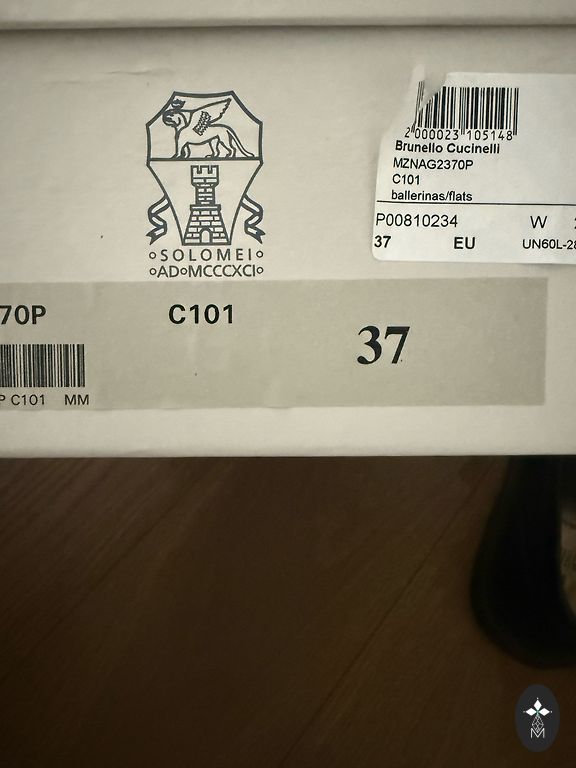 2 000023 105148
Brunello Cucinelli
MZNAG2370P
C101
ballerinas/flats
P00810234 W
37 EU UN60L-28
SOLOMEI
AD MCCCXCI
70P C101 37
P C101 MM
M